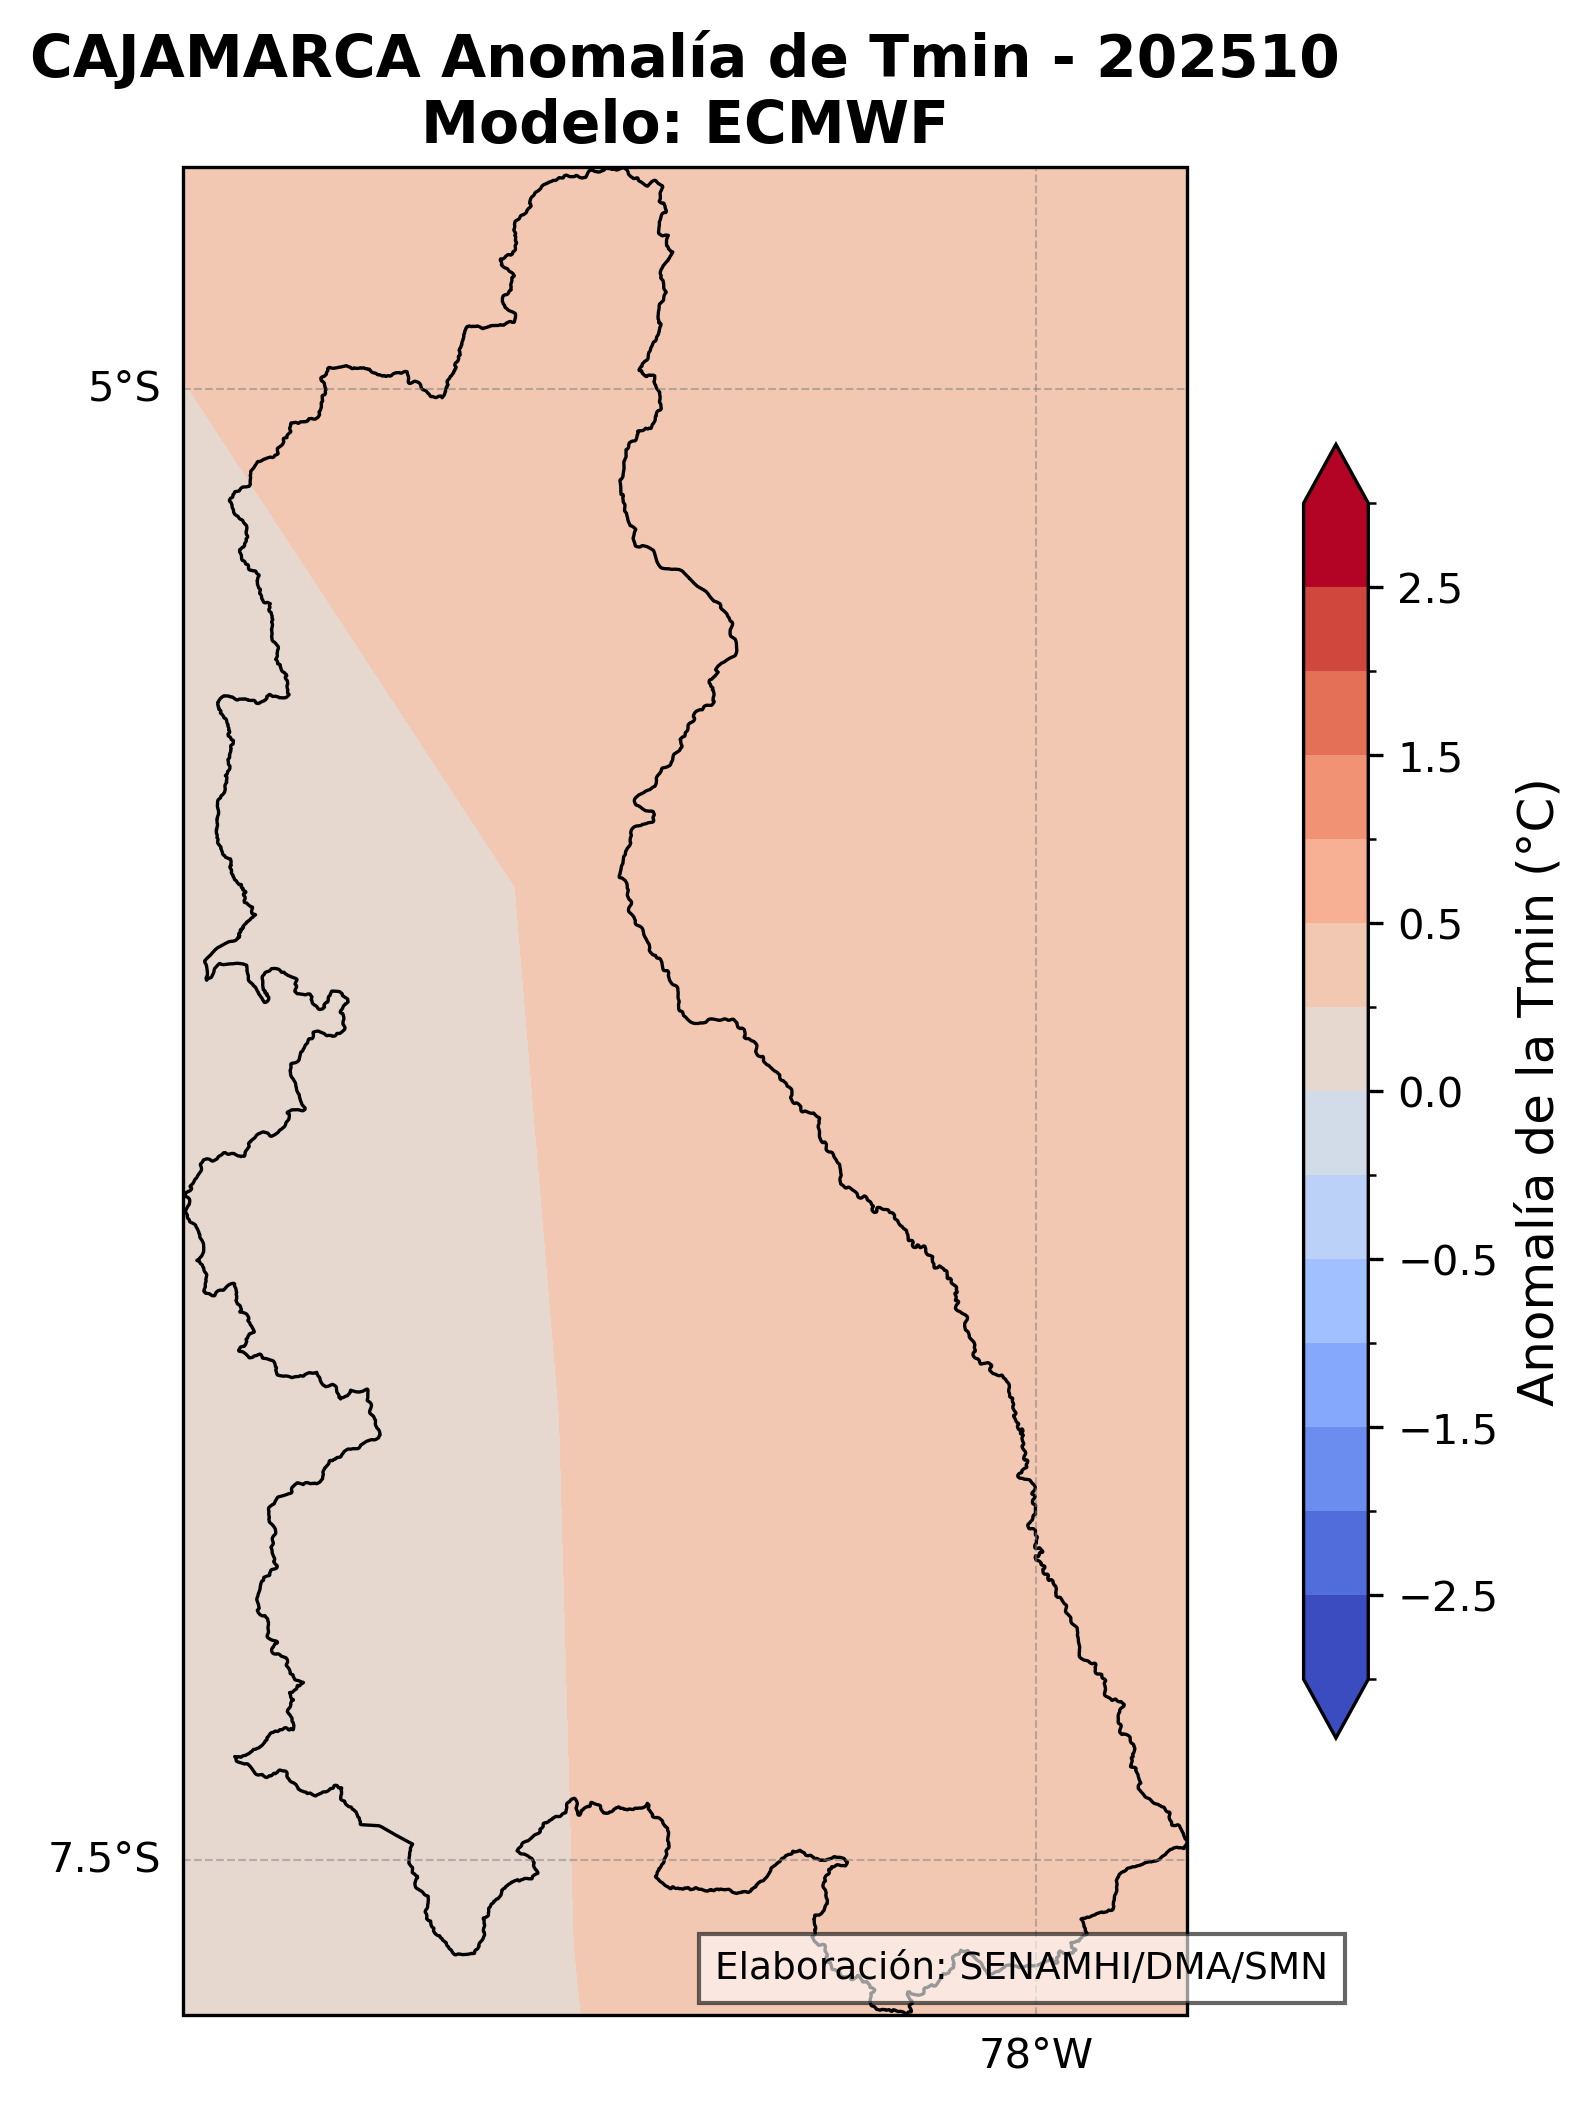 CAJAMARCA Anomalía de Tmin - 202510
Modelo: ECMWF
5°S
7.5°S
78°W
2.5
1.5
0.5
0.0
−0.5
−1.5
−2.5
Anomalía de la Tmin (°C)
Elaboración: SENAMHI/DMA/SMN